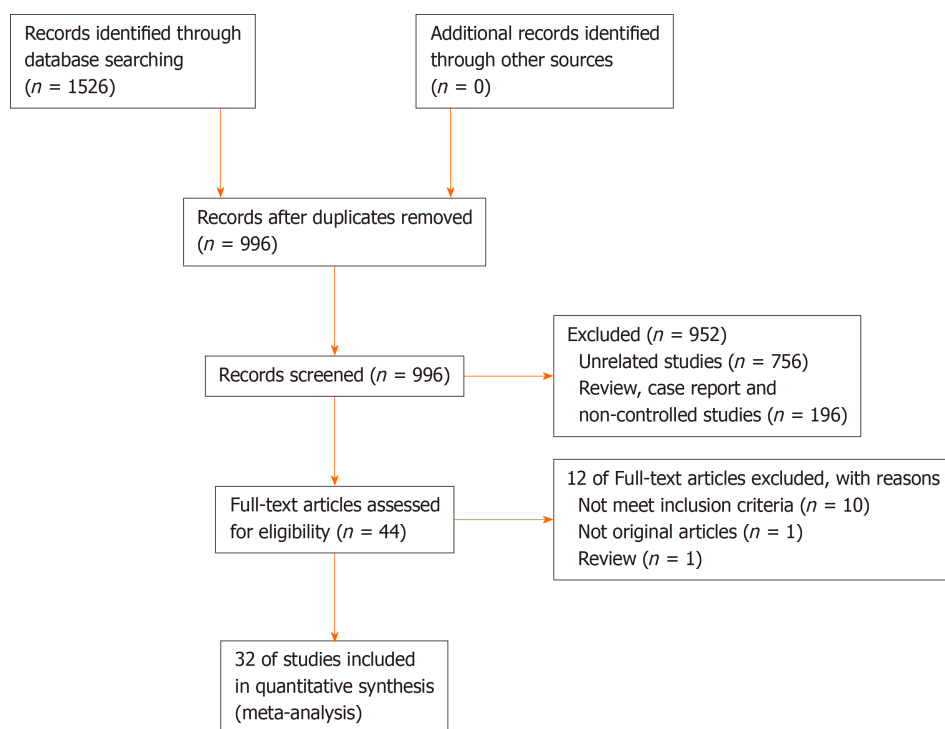 Records identified through
database searching
(n = 1526)
Additional records identified
through other sources
(n = 0)
Records after duplicates removed
(n = 996)
Records screened (n = 996)
Excluded (n = 952)
Unrelated studies (n = 756)
Review, case report and
non-controlled studies (n = 196)
Full-text articles assessed
for eligibility (n = 44)
12 of Full-text articles excluded, with reasons
Not meet inclusion criteria (n = 10)
Not original articles (n = 1)
Review (n = 1)
32 of studies included
in quantitative synthesis
(meta-analysis)